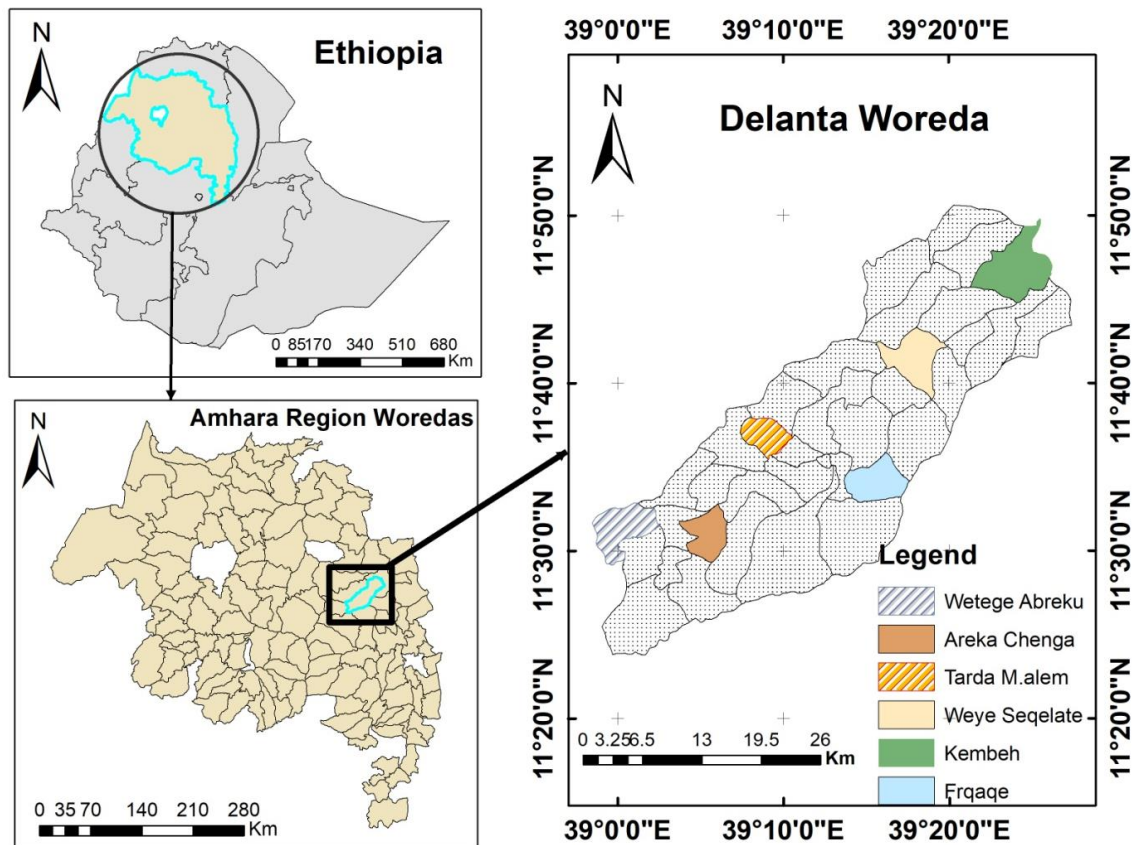 N
Ethiopia
0 85170 340 510 680
Km
N
Amhara Region Woredas
0 35 70 140 210 280
Km
39°0'0"E 39°10'0"E 39°20'0"E
N
Delanta Woreda
11°50'0"N
11°40'0"N
11°30'0"N
11°20'0"N
11°50'0"N
11°40'0"N
11°30'0"N
11°20'0"N
Legend
Wetege Abreku
Areka Chenga
Tarda M.alem
Weye Seqelate
Kembeh
Frqaqe
0 3.256.5 13 19.5 26
Km
39°0'0"E 39°10'0"E 39°20'0"E